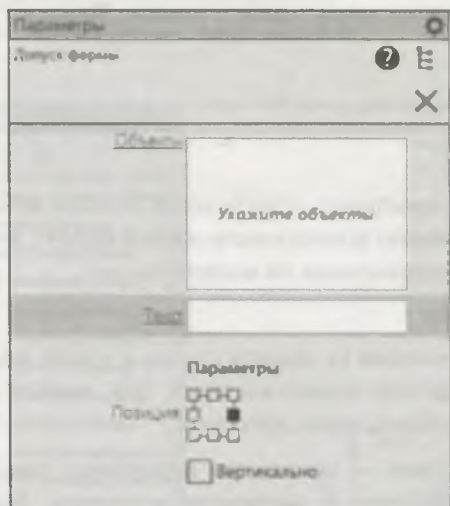 Параметры
Допуск формы
?
Объекты
Укажите объекты
Текст
Параметры
Позиция
Вертикально